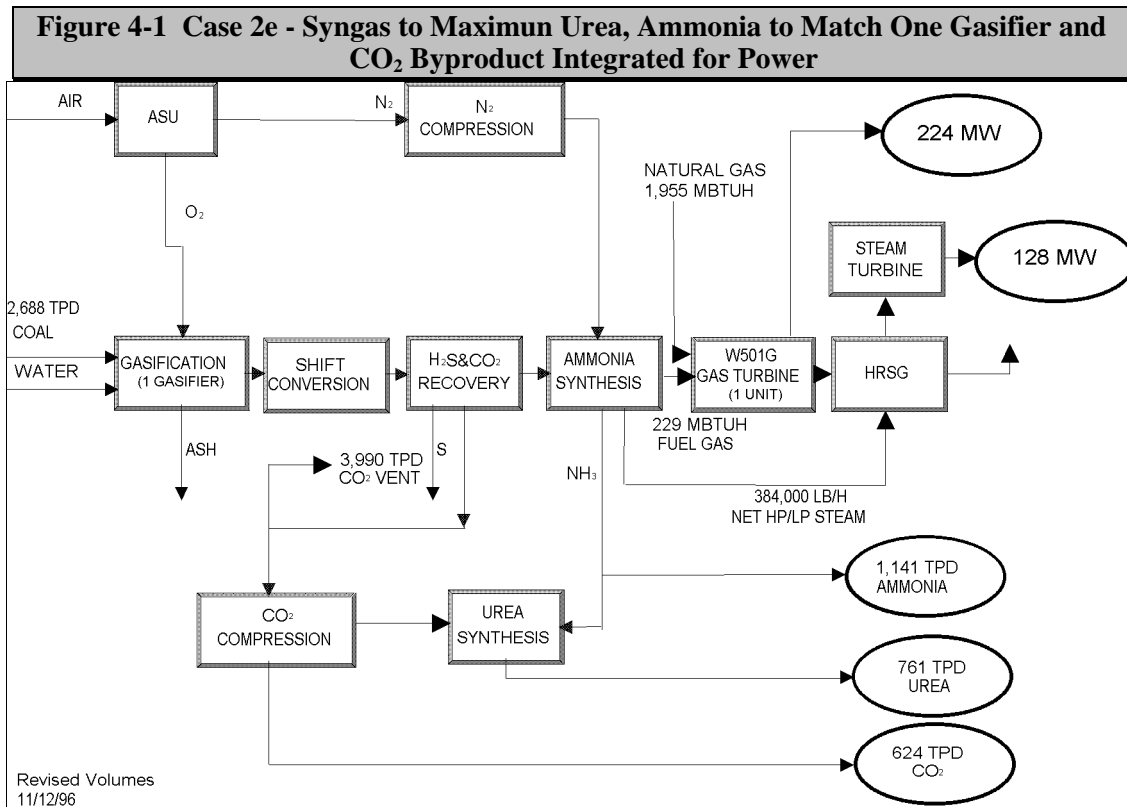 Figure 4-1 Case 2e - Syngas to Maximun Urea, Ammonia to Match One Gasifier and
CO₂ Byproduct Integrated for Power
AIR
ASU
N₂
N₂
COMPRESSION
224 MW
NATURAL GAS
1,955 MBTUH
O₂
STEAM
TURBINE
128 MW
2,688 TPD
COAL
WATER
GASIFICATION
(1 GASIFIER)
SHIFT
CONVERSION
H₂S&CO₂
RECOVERY
AMMONIA
SYNTHESIS
W501G
GAS TURBINE
(1 UNIT)
HRSG
229 MBTUH
FUEL GAS
ASH
3,990 TPD
CO₂ VENT
S
NH₃
384,000 LB/H
NET HP/LP STEAM
1,141 TPD
AMMONIA
CO₂
COMPRESSION
UREA
SYNTHESIS
761 TPD
UREA
624 TPD
CO₂
Revised Volumes
11/12/96